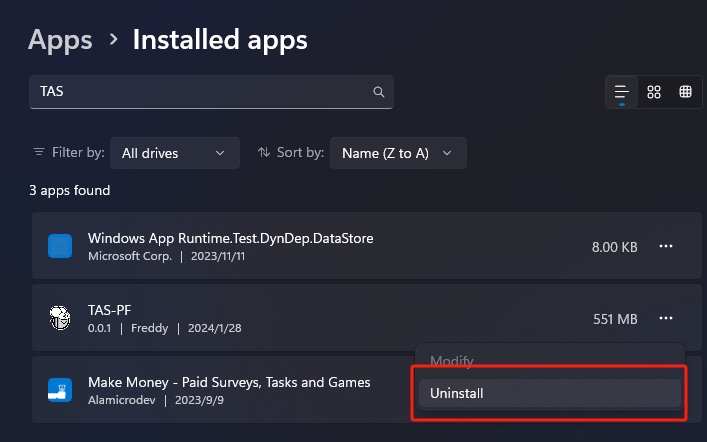 Apps > Installed apps
TAS
Filter by: All drives Sort by: Name (Z to A)
3 apps found
Windows App Runtime.Test.DynDep.DataStore
Microsoft Corp. | 2023/11/11
8.00 KB
TAS-PF
0.0.1 | Freddy | 2024/1/28
551 MB
Modify
Make Money - Paid Surveys, Tasks and Games
Alamicrodev | 2023/9/9
Uninstall